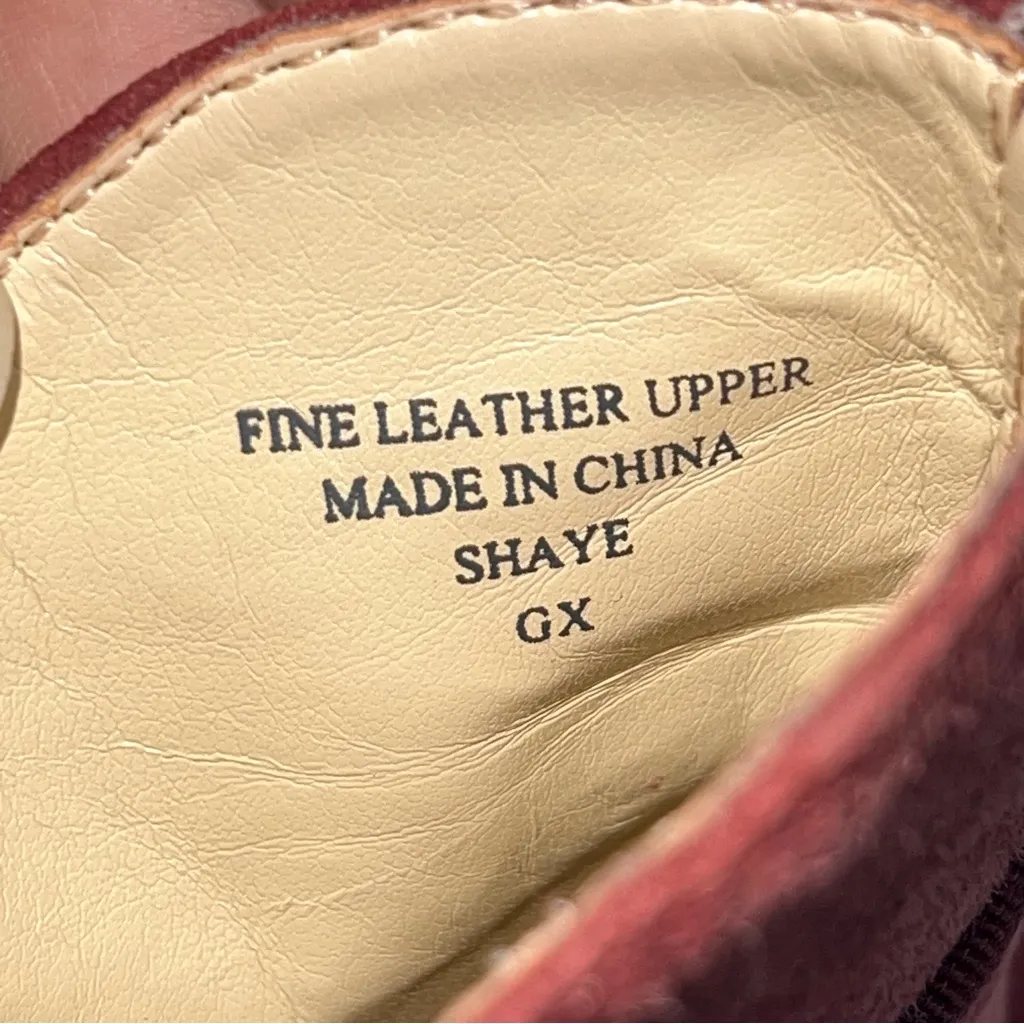 FINE LEATHER UPPER
MADE IN CHINA
SHAYE
GX